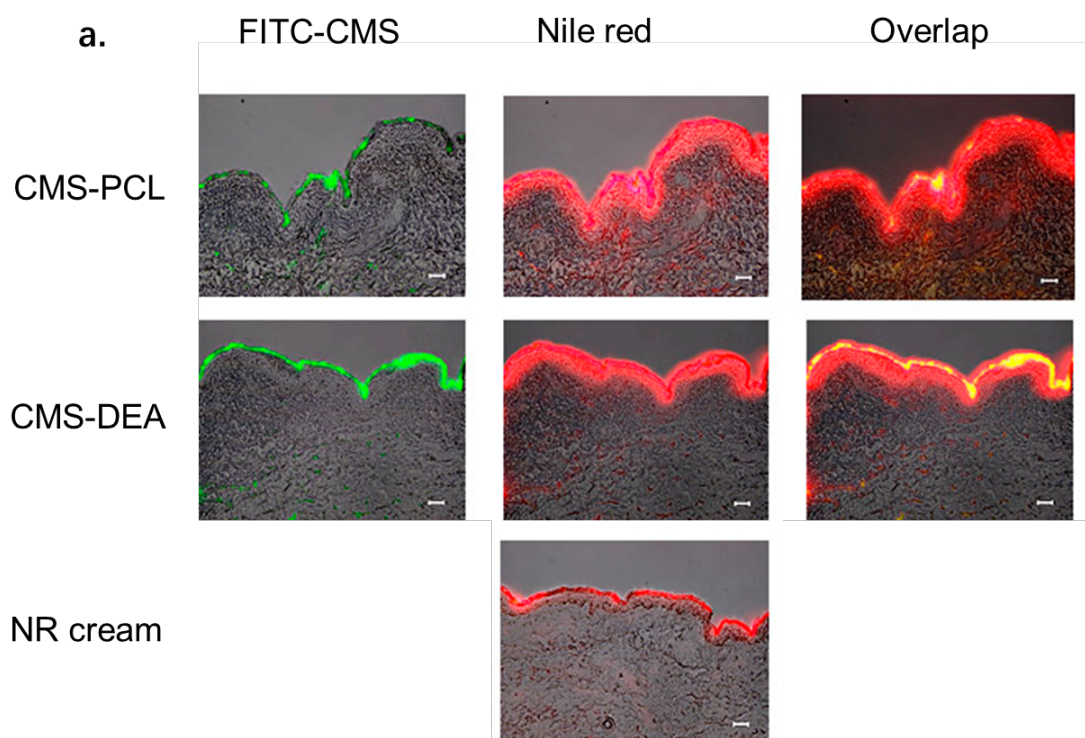 a.
FITC-CMS Nile red Overlap
CMS-PCL
CMS-DEA
NR cream